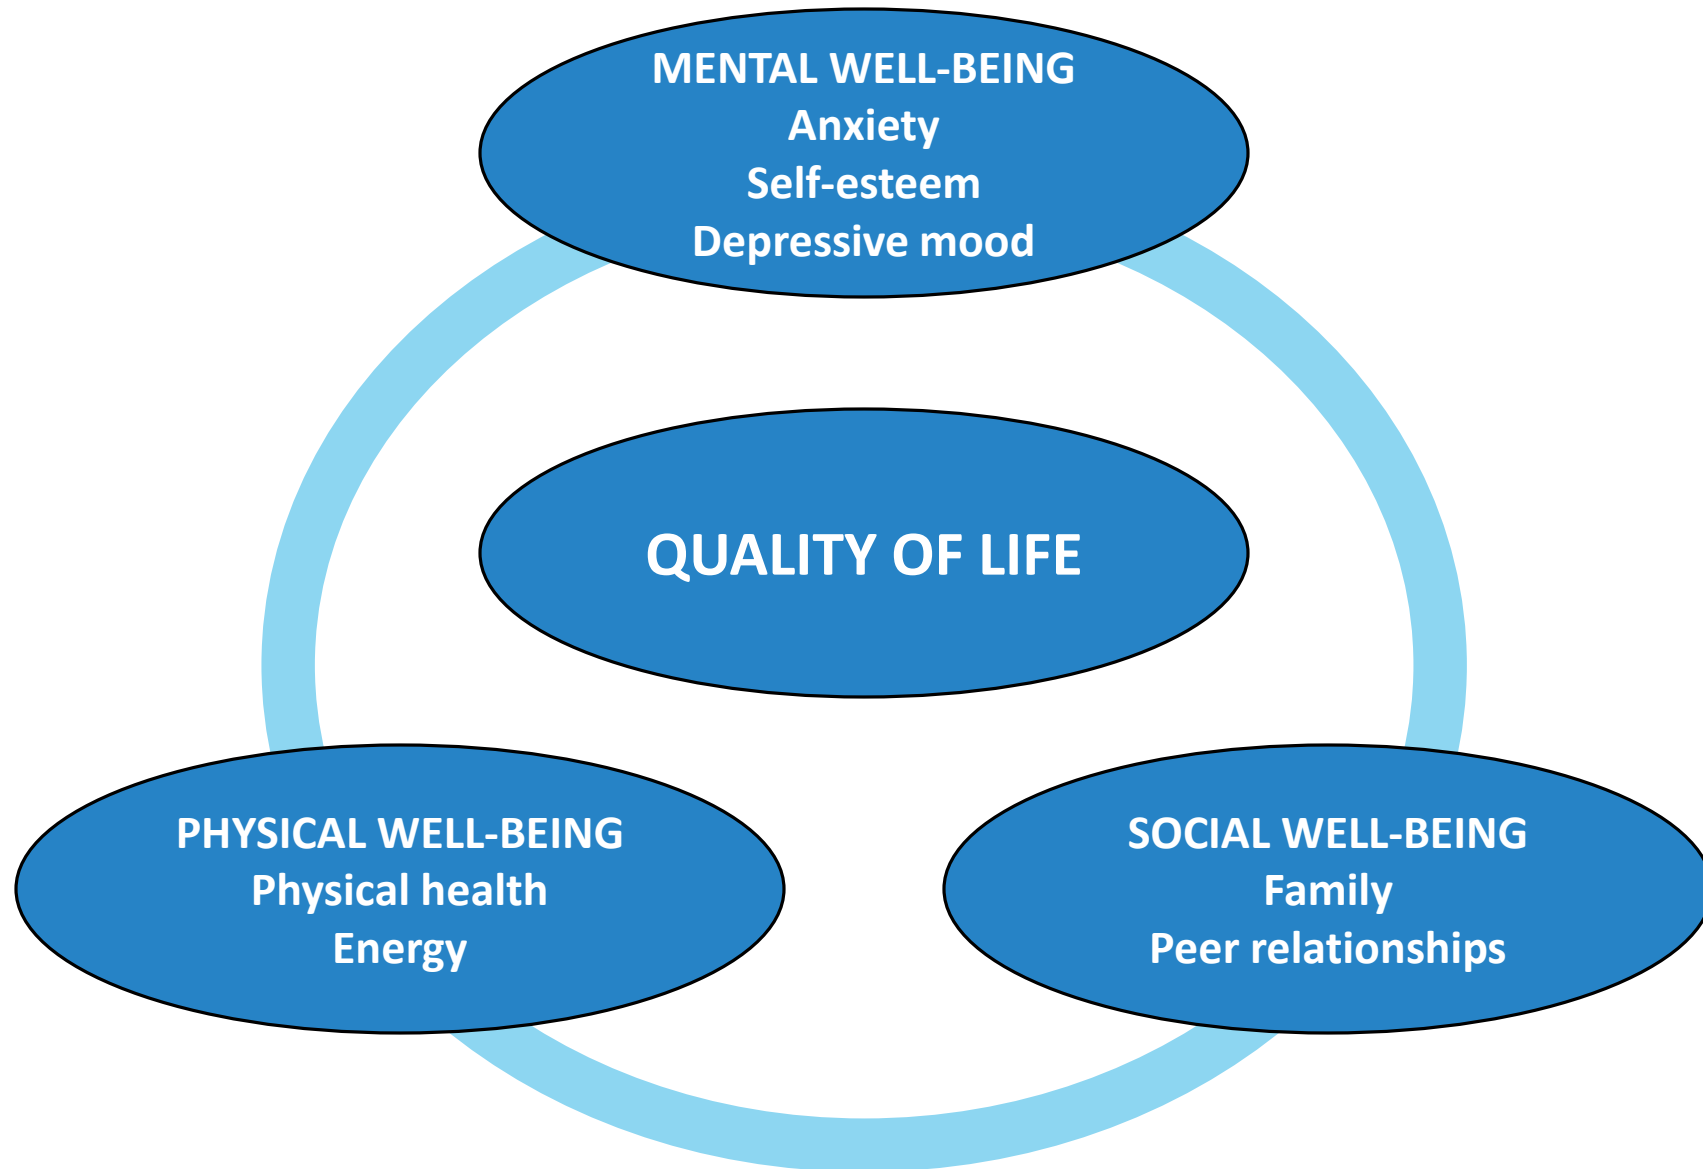 MENTAL WELL-BEING
Anxiety
Self-esteem
Depressive mood
QUALITY OF LIFE
PHYSICAL WELL-BEING
Physical health
Energy
SOCIAL WELL-BEING
Family
Peer relationships